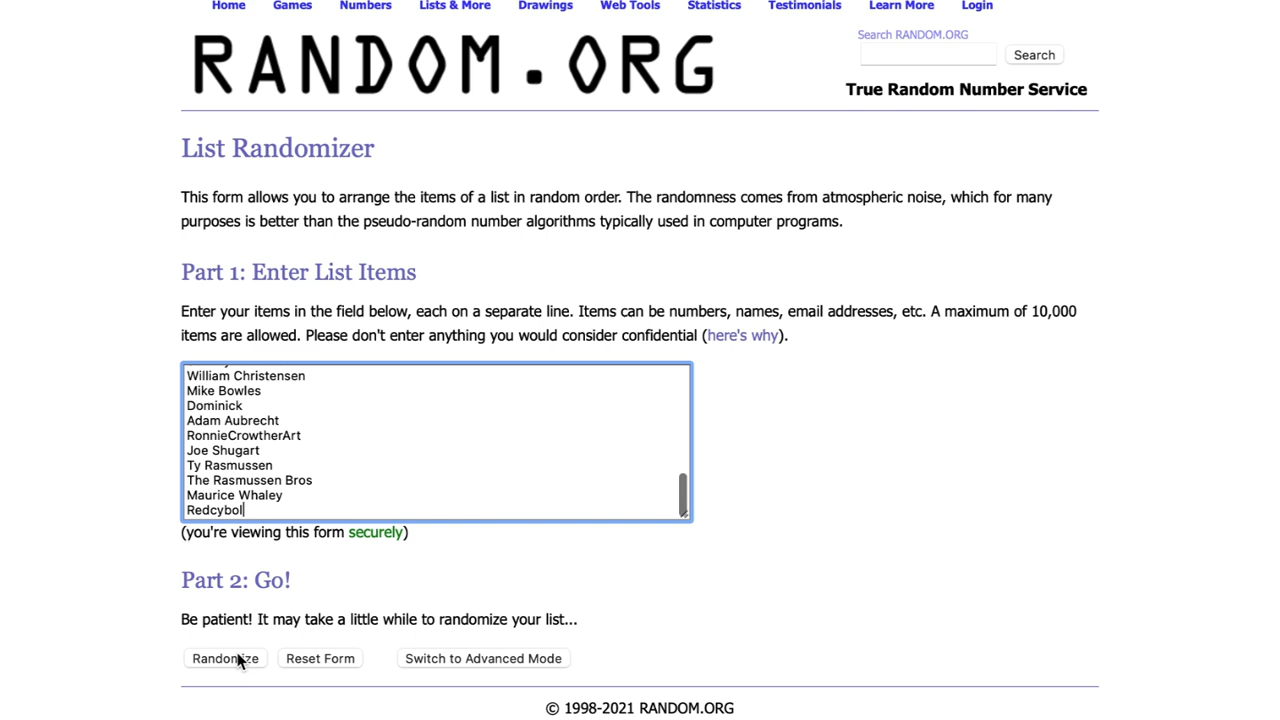 Home Games Numbers Lists & More Drawings Web Tools Statistics Testimonials Learn More Login
RANDOM.ORG
Search RANDOM.ORG
Search
True Random Number Service
List Randomizer
This form allows you to arrange the items of a list in random order. The randomness comes from atmospheric noise, which for many
purposes is better than the pseudo-random number algorithms typically used in computer programs.
Part 1: Enter List Items
Enter your items in the field below, each on a separate line. Items can be numbers, names, email addresses, etc. A maximum of 10,000
items are allowed. Please don't enter anything you would consider confidential (here's why).
William Christensen
Mike Bowles
Dominick
Adam Aubrecht
RonnieCrowtherArt
Joe Shugart
Ty Rasmussen
The Rasmussen Bros
Maurice Whaley
Redcybol
(you're viewing this form securely)
Part 2: Go!
Be patient! It may take a little while to randomize your list...
Randomize Reset Form Switch to Advanced Mode
© 1998-2021 RANDOM.ORG